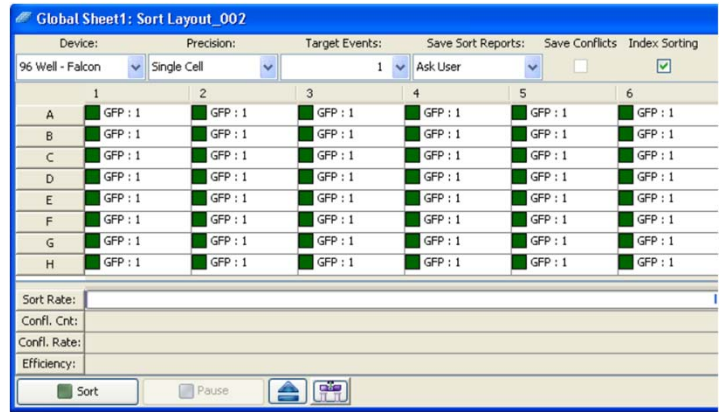 Global Sheet1: Sort Layout_002
Device: Precision: Target Events: Save Sort Reports: Save Conflicts Index Sorting
96 Well - Falcon Single Cell 1 Ask User
1 2 3 4 5 6
A GFP : 1 GFP : 1 GFP : 1 GFP : 1 GFP : 1 GFP : 1
B GFP : 1 GFP : 1 GFP : 1 GFP : 1 GFP : 1 GFP : 1
C GFP : 1 GFP : 1 GFP : 1 GFP : 1 GFP : 1 GFP : 1
D GFP : 1 GFP : 1 GFP : 1 GFP : 1 GFP : 1 GFP : 1
E GFP : 1 GFP : 1 GFP : 1 GFP : 1 GFP : 1 GFP : 1
F GFP : 1 GFP : 1 GFP : 1 GFP : 1 GFP : 1 GFP : 1
G GFP : 1 GFP : 1 GFP : 1 GFP : 1 GFP : 1 GFP : 1
H GFP : 1 GFP : 1 GFP : 1 GFP : 1 GFP : 1 GFP : 1
Sort Rate:
Confl. Cnt:
Confl. Rate:
Efficiency:
Sort Pause